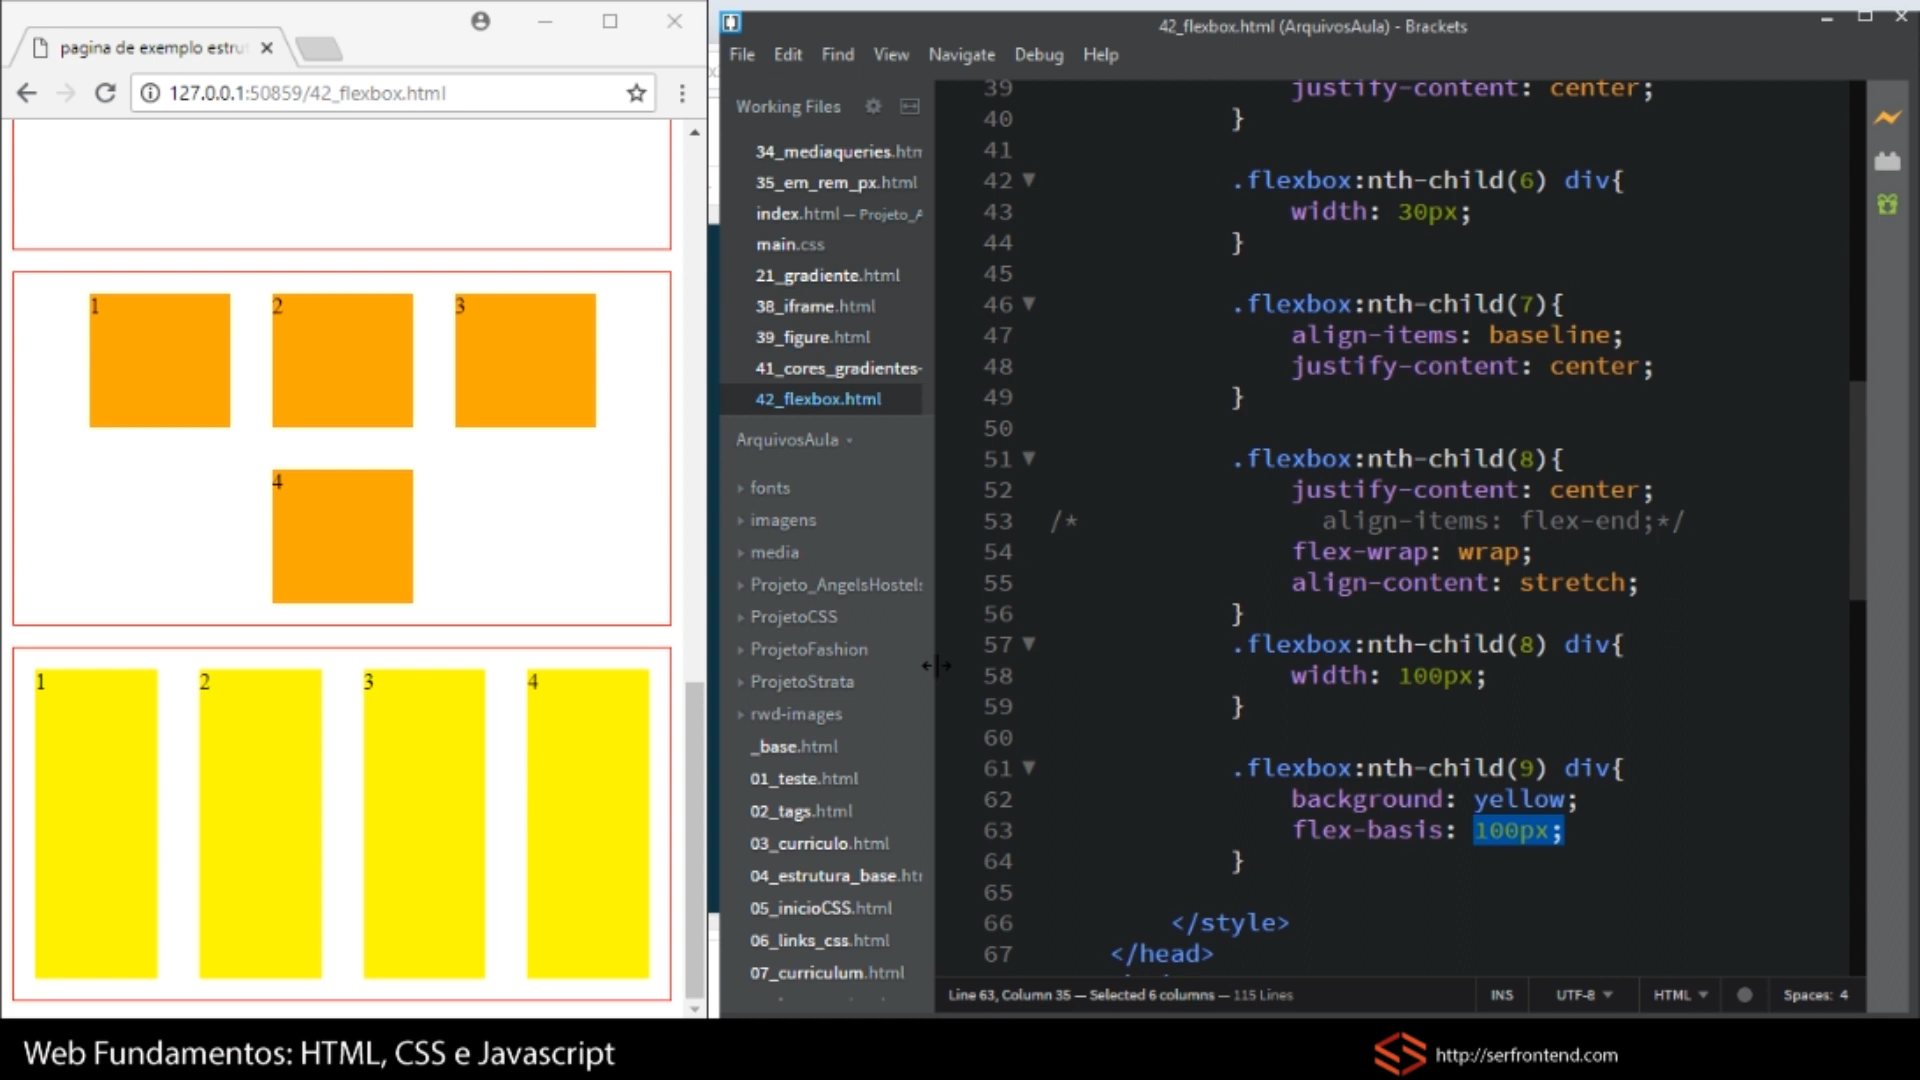 pagina de exemplo estru
127.0.0.1:50859/42_flexbox.html
1
2
3
4
1
2
3
4
42_flexbox.html (ArquivosAula) - Brackets
File Edit Find View Navigate Debug Help
Working Files
34_mediaqueries.htm
35_em_rem_px.html
index.html — Projeto_A
main.css
21_gradiente.html
38_iframe.html
39_figure.html
41_cores_gradientes-
42_flexbox.html
ArquivosAula
fonts
imagens
media
Projeto_AngelsHostels
ProjetoCSS
ProjetoFashion
ProjetoStrata
rwd-images
_base.html
01_teste.html
02_tags.html
03_curriculo.html
04_estrutura_base.ht
05_inicioCSS.html
06_links_css.html
07_curriculum.html
39 justify-content: center;
40 }
41
42 .flexbox:nth-child(6) div{
43 width: 30px;
44 }
45
46 .flexbox:nth-child(7){
47 align-items: baseline;
48 justify-content: center;
49 }
50
51 .flexbox:nth-child(8){
52 justify-content: center;
53 /* align-items: flex-end;*/
54 flex-wrap: wrap;
55 align-content: stretch;
56 }
57 .flexbox:nth-child(8) div{
58 width: 100px;
59 }
60
61 .flexbox:nth-child(9) div{
62 background: yellow;
63 flex-basis: 100px;
64 }
65
66 </style>
67 </head>
Line 63, Column 35 — Selected 6 columns — 115 Lines
INS UTF-8 HTML Spaces: 4
Web Fundamentos: HTML, CSS e Javascript
http://serfrontend.com